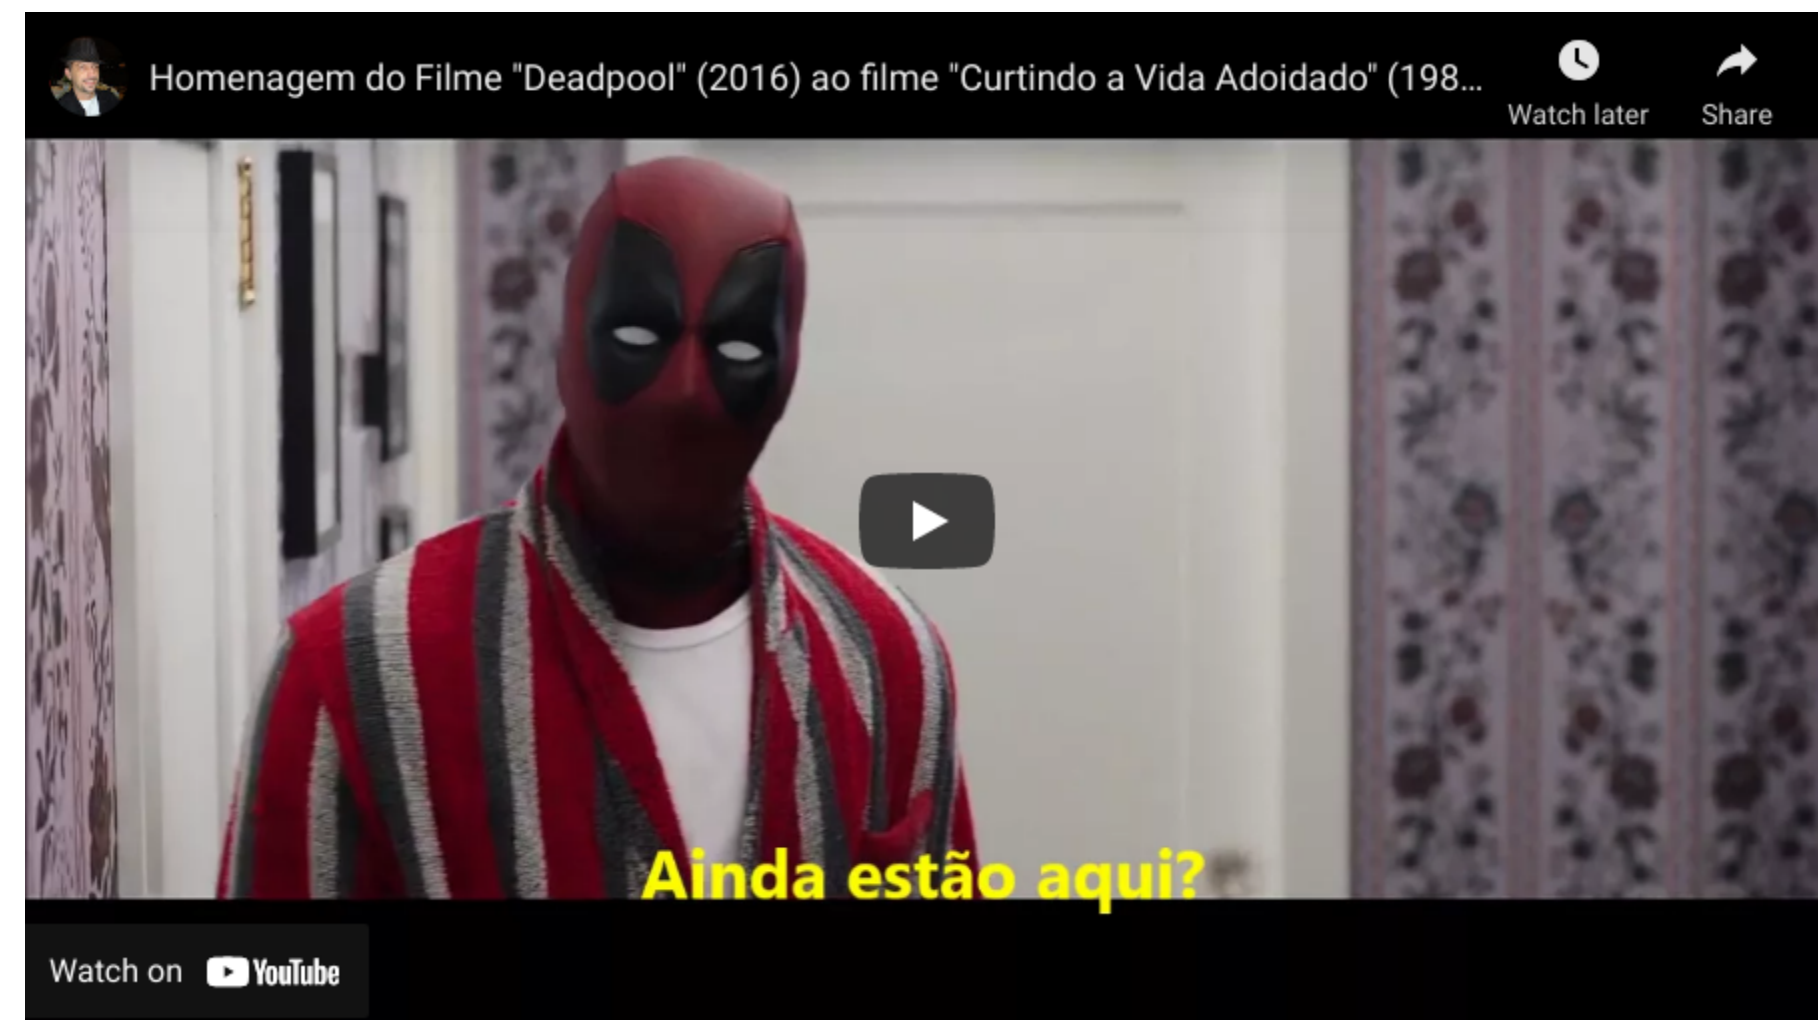 Homenagem do Filme "Deadpool" (2016) ao filme "Curtindo a Vida Adoidado" (198...
Watch later
Share
Ainda estão aqui?
Watch on YouTube